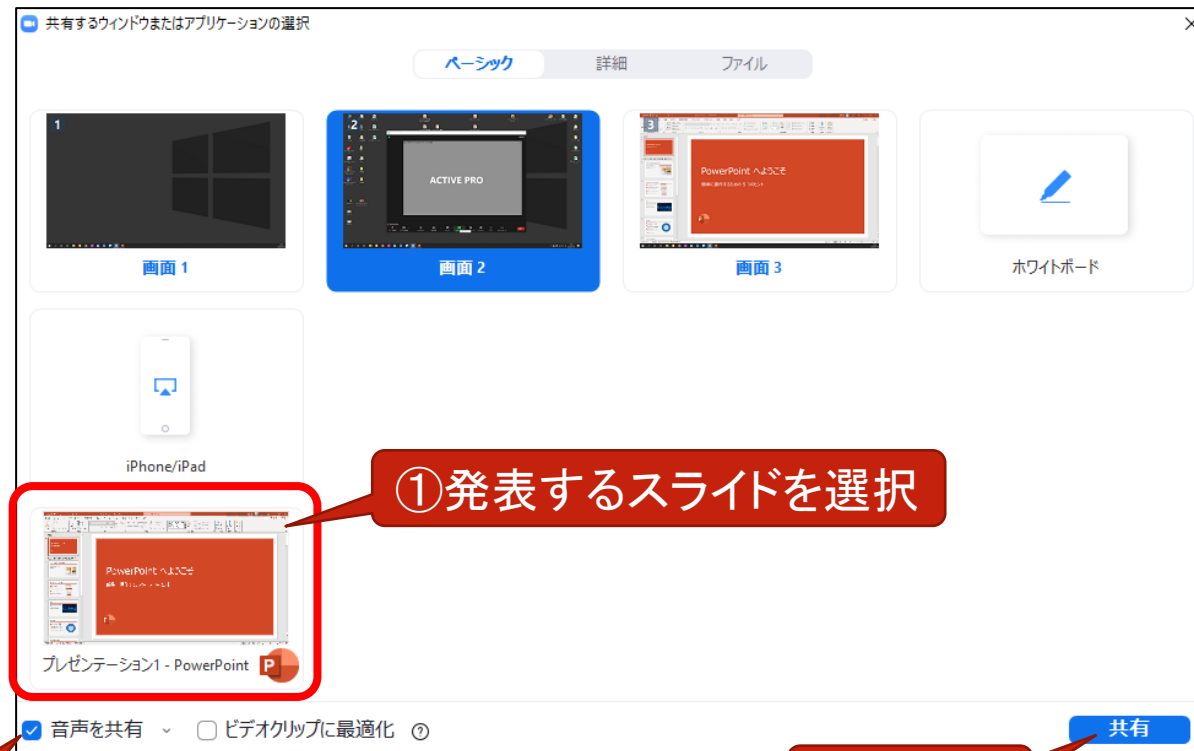 共有するウィンドウまたはアプリケーションの選択
ベーシック 詳細 ファイル
1
2
3
ACTIVE PRO
PowerPoint へようこそ
画面 1
画面 2
画面 3
ホワイトボード
iPhone/iPad
①発表するスライドを選択
PowerPoint へようこそ
プレゼンテーション1 - PowerPoint
P
音声を共有
ビデオクリップに最適化
共有